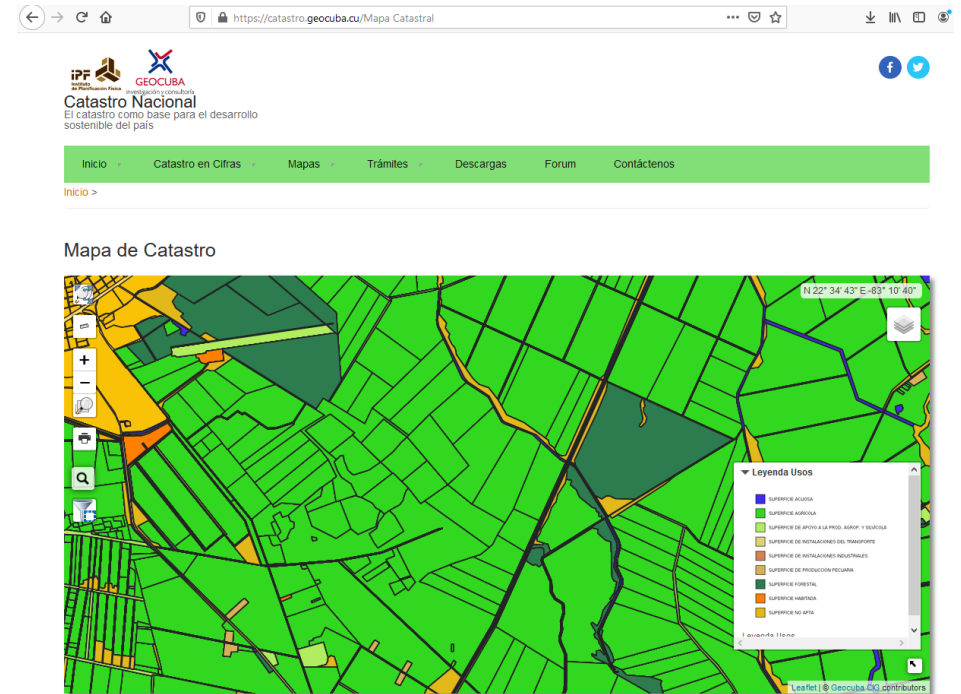 https://catastro.geocuba.cu/Mapa Catastral
iPF
Instituto
de Planificación Física
GEOCUBA
investigación y consultoría
Catastro Nacional
El catastro como base para el desarrollo
sostenible del país
Inicio
Catastro en Cifras
Mapas
Trámites
Descargas
Forum
Contáctenos
Inicio >
Mapa de Catastro
N 22° 34' 43" E -83° 10' 40"
Leyenda Usos
SUPERFICIE ACUOSA
SUPERFICIE AGRÍCOLA
SUPERFICIE DE APOYO A LA PROD. AGROP. Y SILVÍCOLA
SUPERFICIE DE INSTALACIONES DEL TRANSPORTE
SUPERFICIE DE INSTALACIONES INDUSTRIALES
SUPERFICIE DE PRODUCCIÓN PECUARIA
SUPERFICIE FORESTAL
SUPERFICIE HABITADA
SUPERFICIE NO APTA
Leyenda Usos
Leaflet | © Geocuba CIG contributors